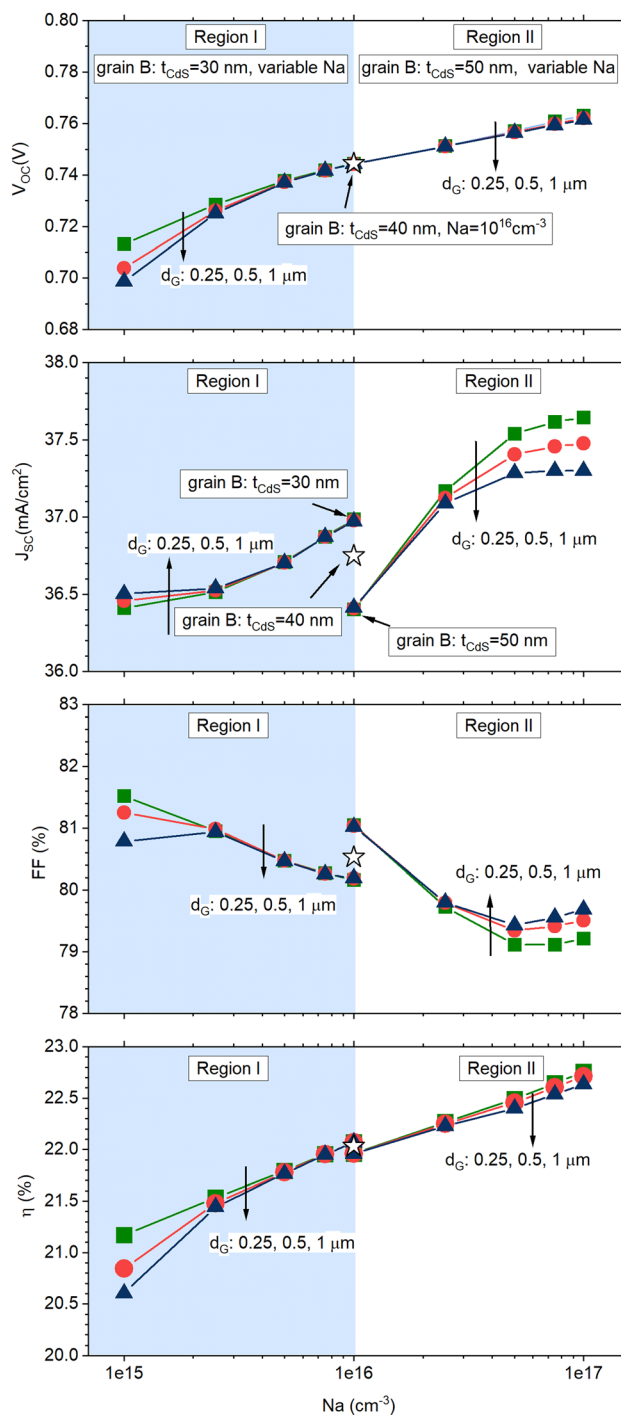 0.80
0.78
0.76
0.74
0.72
0.70
0.68
V_OC(V)
Region I
Region II
grain B: t_CdS=30 nm, variable Na
grain B: t_CdS=50 nm, variable Na
d_G: 0.25, 0.5, 1 μm
grain B: t_CdS=40 nm, Na=10^16cm^-3
d_G: 0.25, 0.5, 1 μm
38.0
37.5
37.0
36.5
36.0
J_SC(mA/cm^2)
Region I
Region II
grain B: t_CdS=30 nm
d_G: 0.25, 0.5, 1 μm
d_G: 0.25, 0.5, 1 μm
grain B: t_CdS=40 nm
grain B: t_CdS=50 nm
83
82
81
80
79
78
FF (%)
Region I
Region II
d_G: 0.25, 0.5, 1 μm
d_G: 0.25, 0.5, 1 μm
23.0
22.5
22.0
21.5
21.0
20.5
20.0
η (%)
Region I
Region II
d_G: 0.25, 0.5, 1 μm
d_G: 0.25, 0.5, 1 μm
1e15
1e16
1e17
Na (cm^-3)